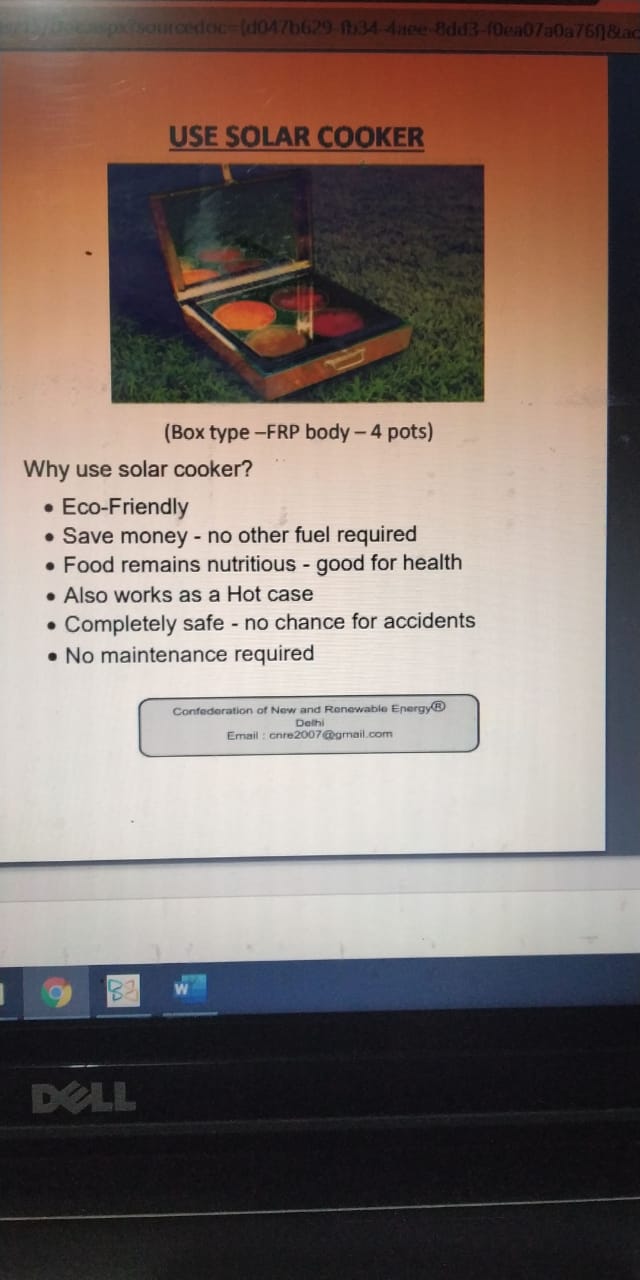 aspx?sourcedoc={d047b629-fb34-4aee-8dd3-f0ea07a0a76f}&ac
USE SOLAR COOKER
(Box type –FRP body – 4 pots)
Why use solar cooker?
• Eco-Friendly
• Save money - no other fuel required
• Food remains nutritious - good for health
• Also works as a Hot case
• Completely safe - no chance for accidents
• No maintenance required
Confederation of New and Renewable Energy®
Delhi
Email : cnre2007@gmail.com
W
DELL